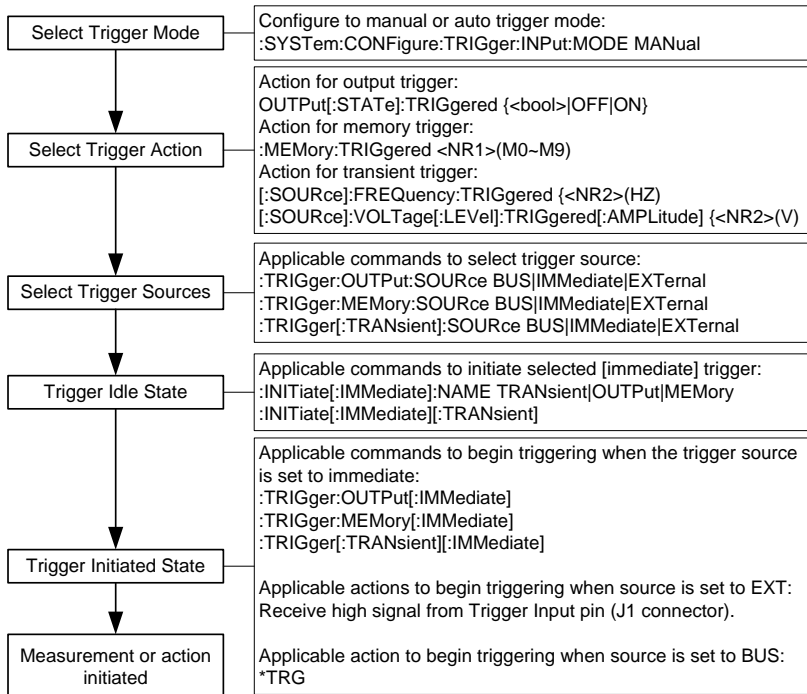 Select Trigger Mode
Configure to manual or auto trigger mode:
:SYSTem:CONFigure:TRIGger:INPut:MODE MANual
Select Trigger Action
Action for output trigger:
OUTPut[:STATe]:TRIGgered {<bool>|OFF|ON}
Action for memory trigger:
:MEMory:TRIGgered <NR1>(M0~M9)
Action for transient trigger:
[:SOURce]:FREQuency:TRIGgered {<NR2>(HZ)
[:SOURce]:VOLTage[:LEVel]:TRIGgered[:AMPLitude] {<NR2>(V)
Select Trigger Sources
Applicable commands to select trigger source:
:TRIGger:OUTPut:SOURce BUS|IMMediate|EXTernal
:TRIGger:MEMory:SOURce BUS|IMMediate|EXTernal
:TRIGger[:TRANsient]:SOURce BUS|IMMediate|EXTernal
Trigger Idle State
Applicable commands to initiate selected [immediate] trigger:
:INITiate[:IMMediate]:NAME TRANsient|OUTPut|MEMory
:INITiate[:IMMediate][:TRANsient]
Trigger Initiated State
Applicable commands to begin triggering when the trigger source
is set to immediate:
:TRIGger:OUTPut[:IMMediate]
:TRIGger:MEMory[:IMMediate]
:TRIGger[:TRANsient][:IMMediate]
Applicable actions to begin triggering when source is set to EXT:
Receive high signal from Trigger Input pin (J1 connector).
Applicable action to begin triggering when source is set to BUS:
*TRG
Measurement or action
initiated